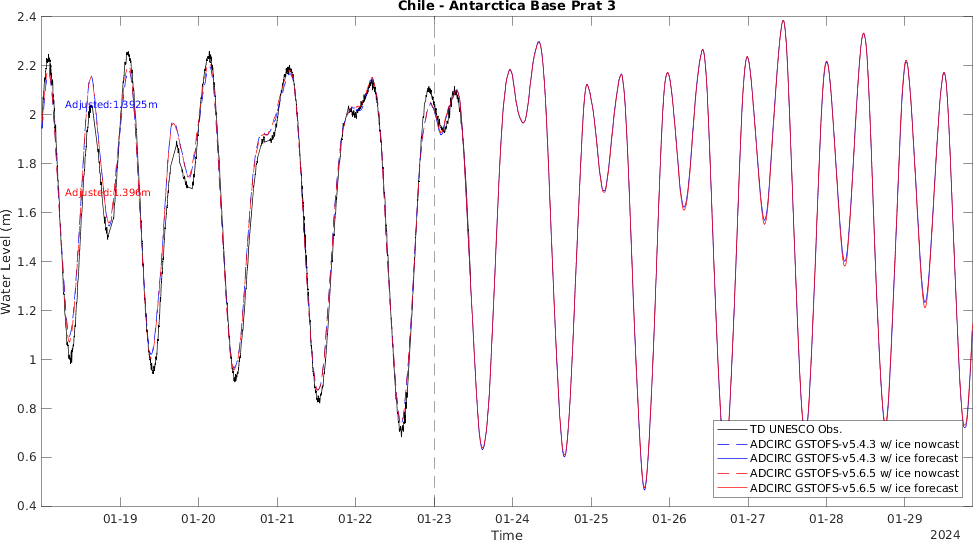 Chile - Antarctica Base Prat 3
Water Level (m)
2.4
2.2
2
1.8
1.6
1.4
1.2
1
0.8
0.6
0.4
Adjusted:1.3925m
Adjusted:1.396m
TD UNESCO Obs.
ADCIRC GSTOFS-v5.4.3 w/ ice nowcast
ADCIRC GSTOFS-v5.4.3 w/ ice forecast
ADCIRC GSTOFS-v5.6.5 w/ ice nowcast
ADCIRC GSTOFS-v5.6.5 w/ ice forecast
01-19 01-20 01-21 01-22 01-23 01-24 01-25 01-26 01-27 01-28 01-29
Time
2024